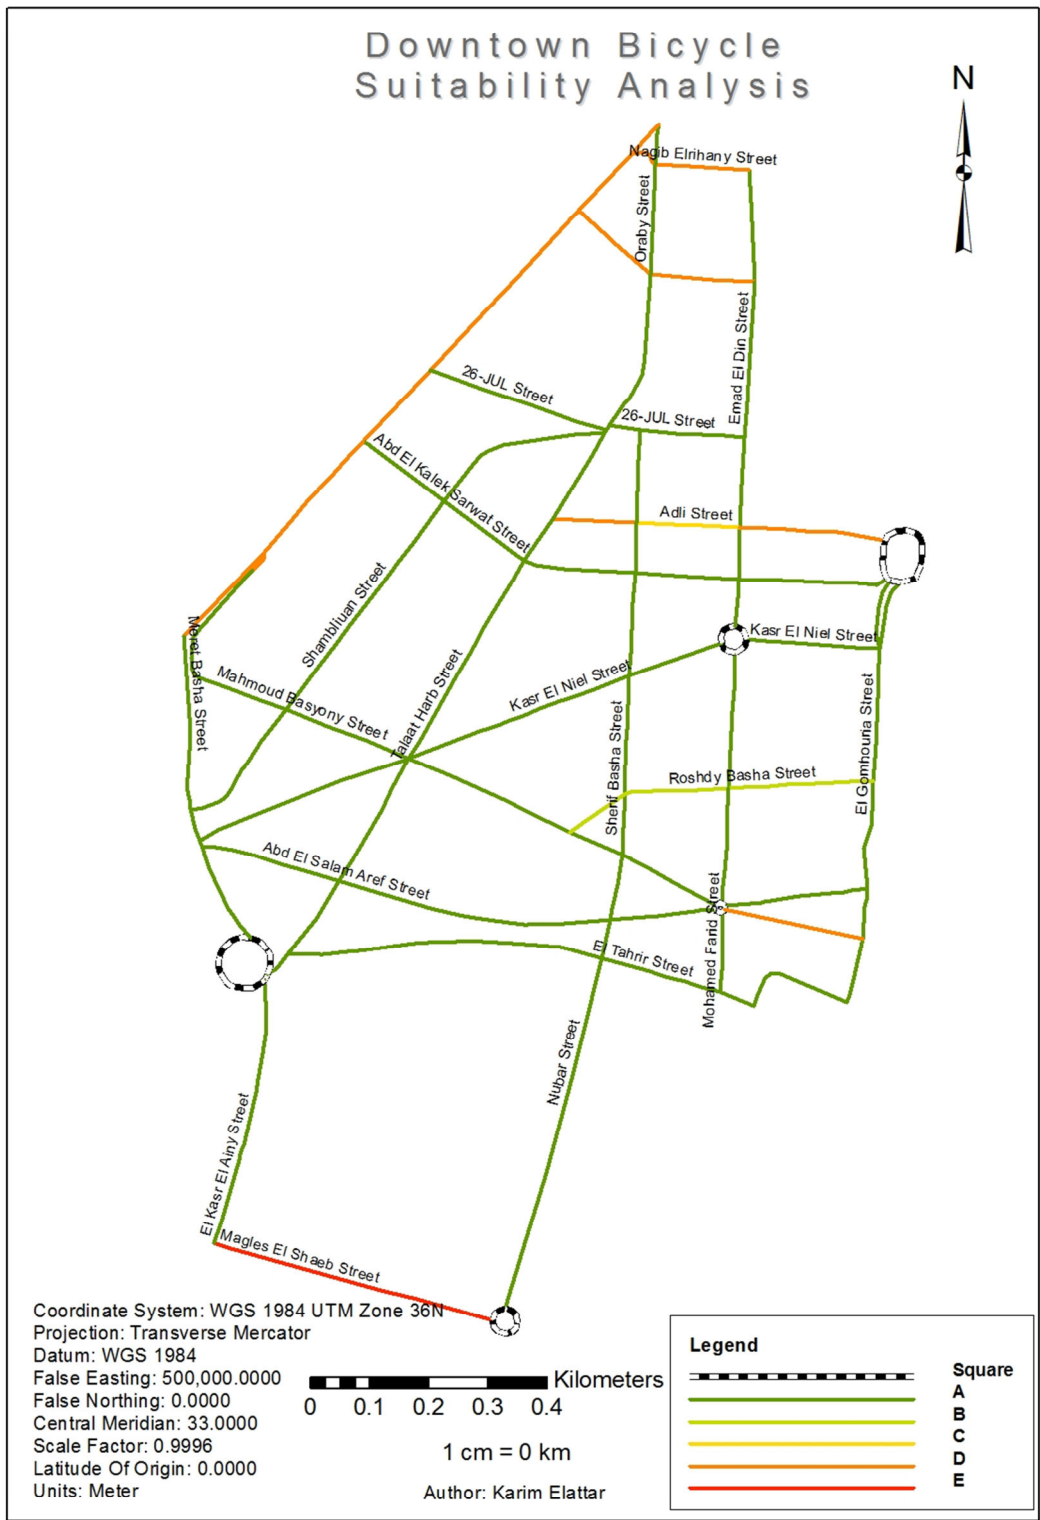 Downtown Bicycle
Suitability Analysis
N
Nagib Elrihany Street
Oraby Street
Emad El Din Street
26-JUL Street
26-JUL Street
Abd El Kalek Sarwat Street
Adli Street
Shambliuan Street
Meret Basha Street
Mahmoud Basyony Street
Talaat Harb Street
Kasr El Niel Street
Kasr El Niel Street
Sherif Basha Street
Roshdy Basha Street
El Gomhouria Street
Abd El Salam Aref Street
El Tahrir Street
Mohamed Farid Street
Nubar Street
El Kasr El Ainy Street
Magles El Shaeb Street
Coordinate System: WGS 1984 UTM Zone 36N
Projection: Transverse Mercator
Datum: WGS 1984
False Easting: 500,000.0000
False Northing: 0.0000
Central Meridian: 33.0000
Scale Factor: 0.9996
Latitude Of Origin: 0.0000
Units: Meter
Kilometers
0 0.1 0.2 0.3 0.4
1 cm = 0 km
Author: Karim Elattar
Legend
Square
A
B
C
D
E